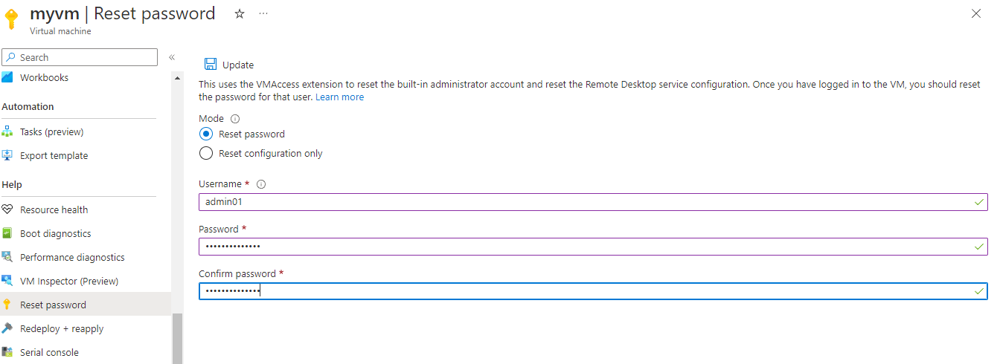 myvm | Reset password
Virtual machine
Search
Workbooks
Automation
Tasks (preview)
Export template
Help
Resource health
Boot diagnostics
Performance diagnostics
VM Inspector (Preview)
Reset password
Redeploy + reapply
Serial console
Update
This uses the VMAccess extension to reset the built-in administrator account and reset the Remote Desktop service configuration. Once you have logged in to the VM, you should reset
the password for that user. Learn more
Mode
Reset password
Reset configuration only
Username *
admin01
Password *
••••••••••••••
Confirm password *
••••••••••••••